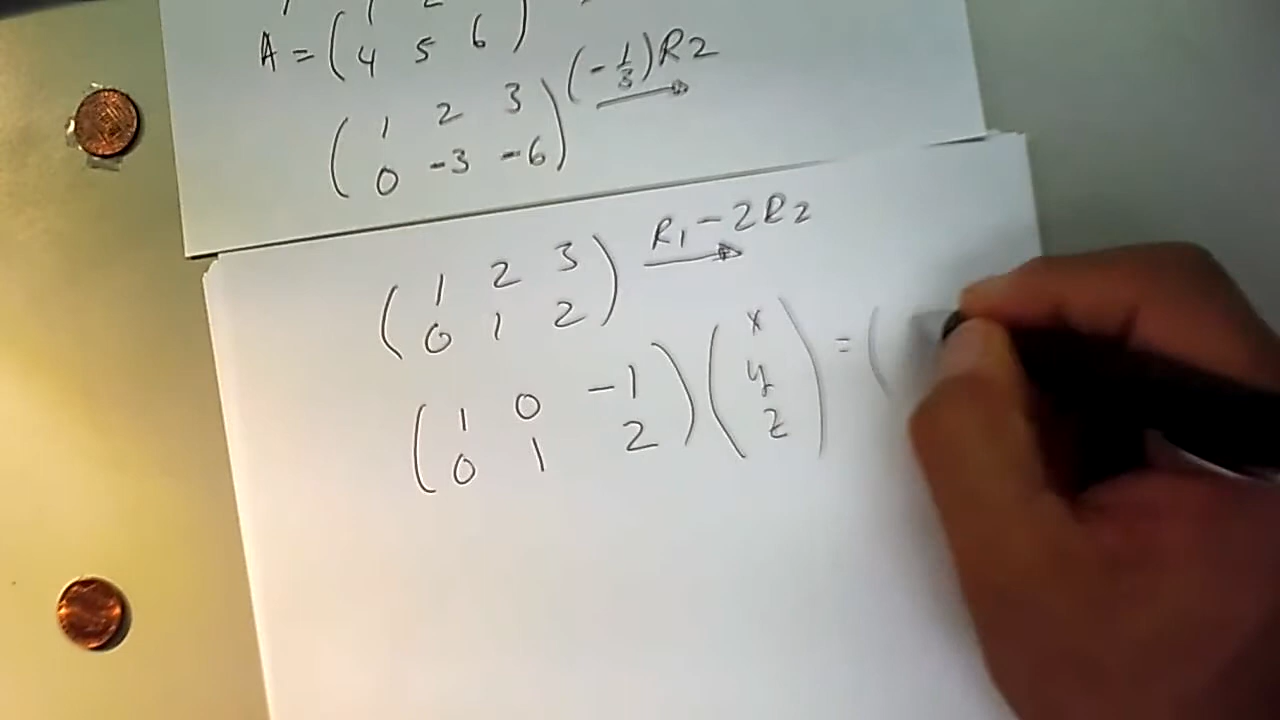 A = ( 4 5 6 )
( 1 2 3
0 -3 -6 ) (-1/3)R2 →
( 1 2 3
0 1 2 ) R1 - 2R2 →
( 1 0 -1
0 1 2 ) ( x
y
z ) = (